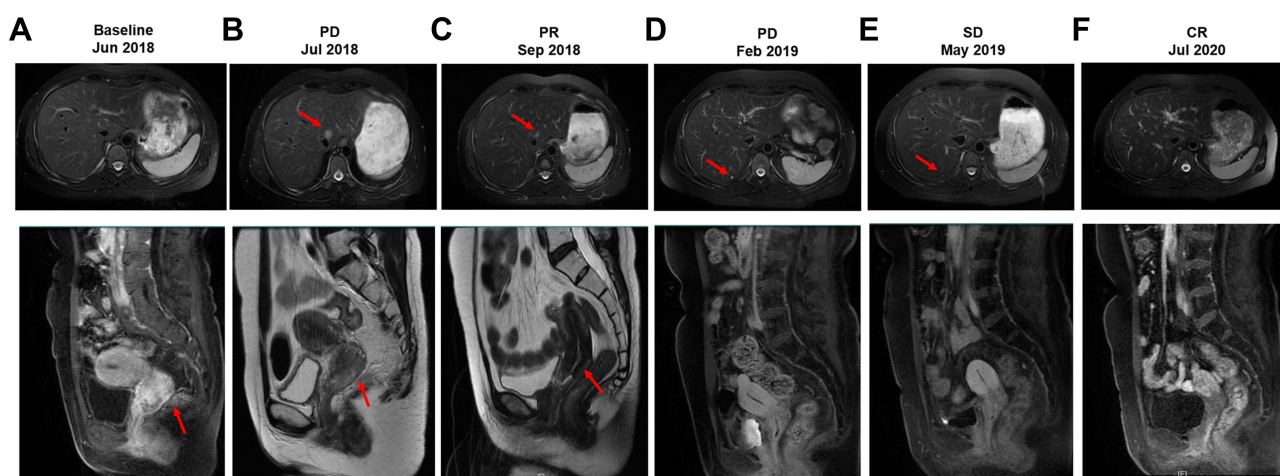 A
Baseline
Jun 2018
B
PD
Jul 2018
C
PR
Sep 2018
D
PD
Feb 2019
E
SD
May 2019
F
CR
Jul 2020